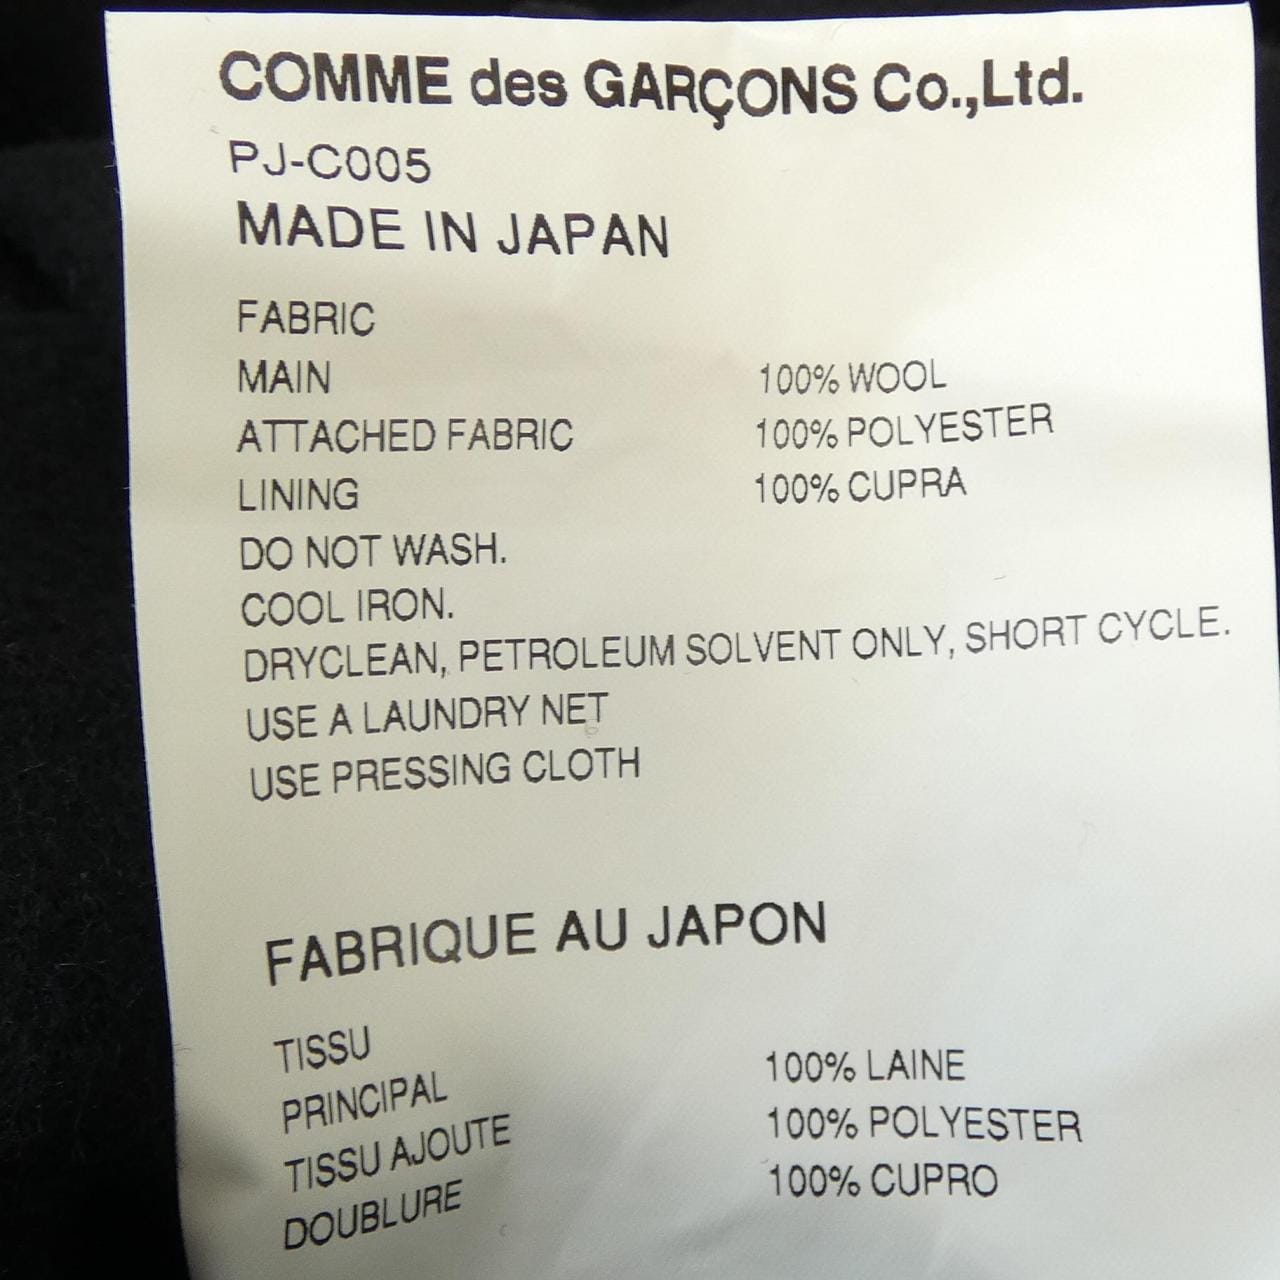 COMME des GARÇONS Co.,Ltd.
PJ-C005
MADE IN JAPAN
FABRIC
MAIN 100% WOOL
ATTACHED FABRIC 100% POLYESTER
LINING 100% CUPRA
DO NOT WASH.
COOL IRON.
DRYCLEAN, PETROLEUM SOLVENT ONLY, SHORT CYCLE.
USE A LAUNDRY NET
USE PRESSING CLOTH
FABRIQUE AU JAPON
TISSU
PRINCIPAL 100% LAINE
TISSU AJOUTE 100% POLYESTER
DOUBLURE 100% CUPRO